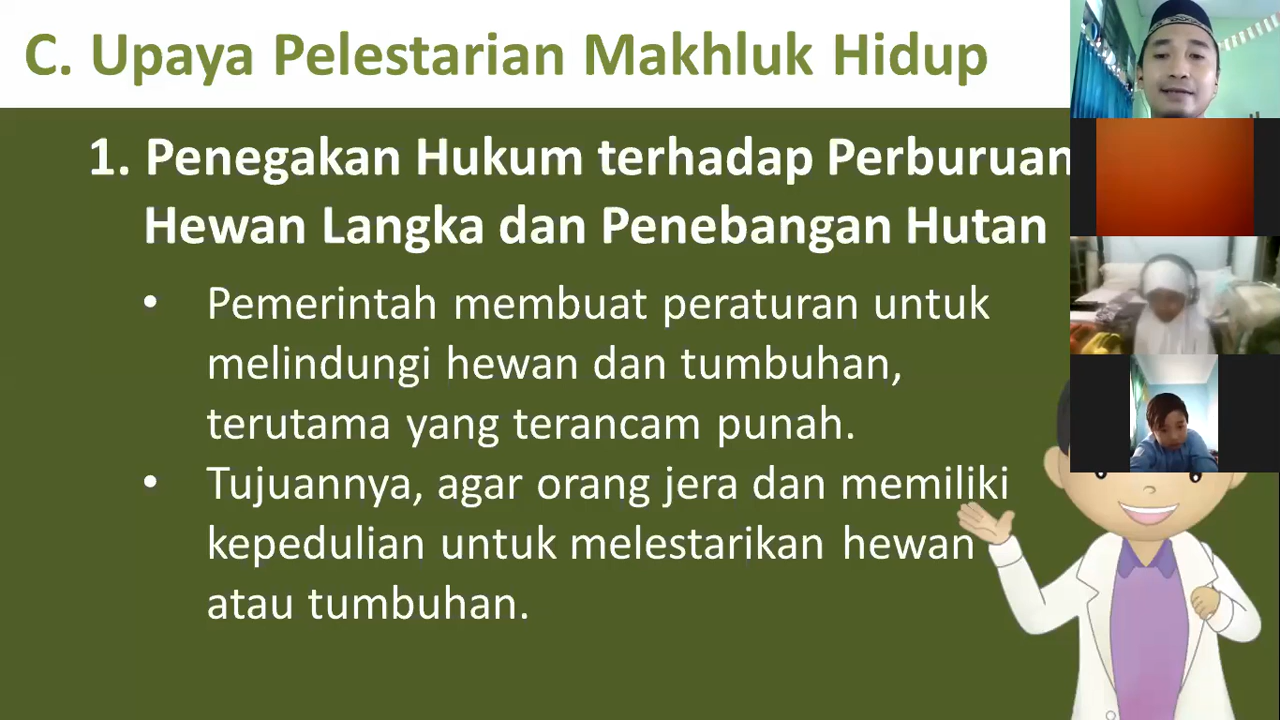 C. Upaya Pelestarian Makhluk Hidup
1. Penegakan Hukum terhadap Perburuan
Hewan Langka dan Penebangan Hutan
• Pemerintah membuat peraturan untuk
melindungi hewan dan tumbuhan,
terutama yang terancam punah.
• Tujuannya, agar orang jera dan memiliki
kepedulian untuk melestarikan hewan
atau tumbuhan.